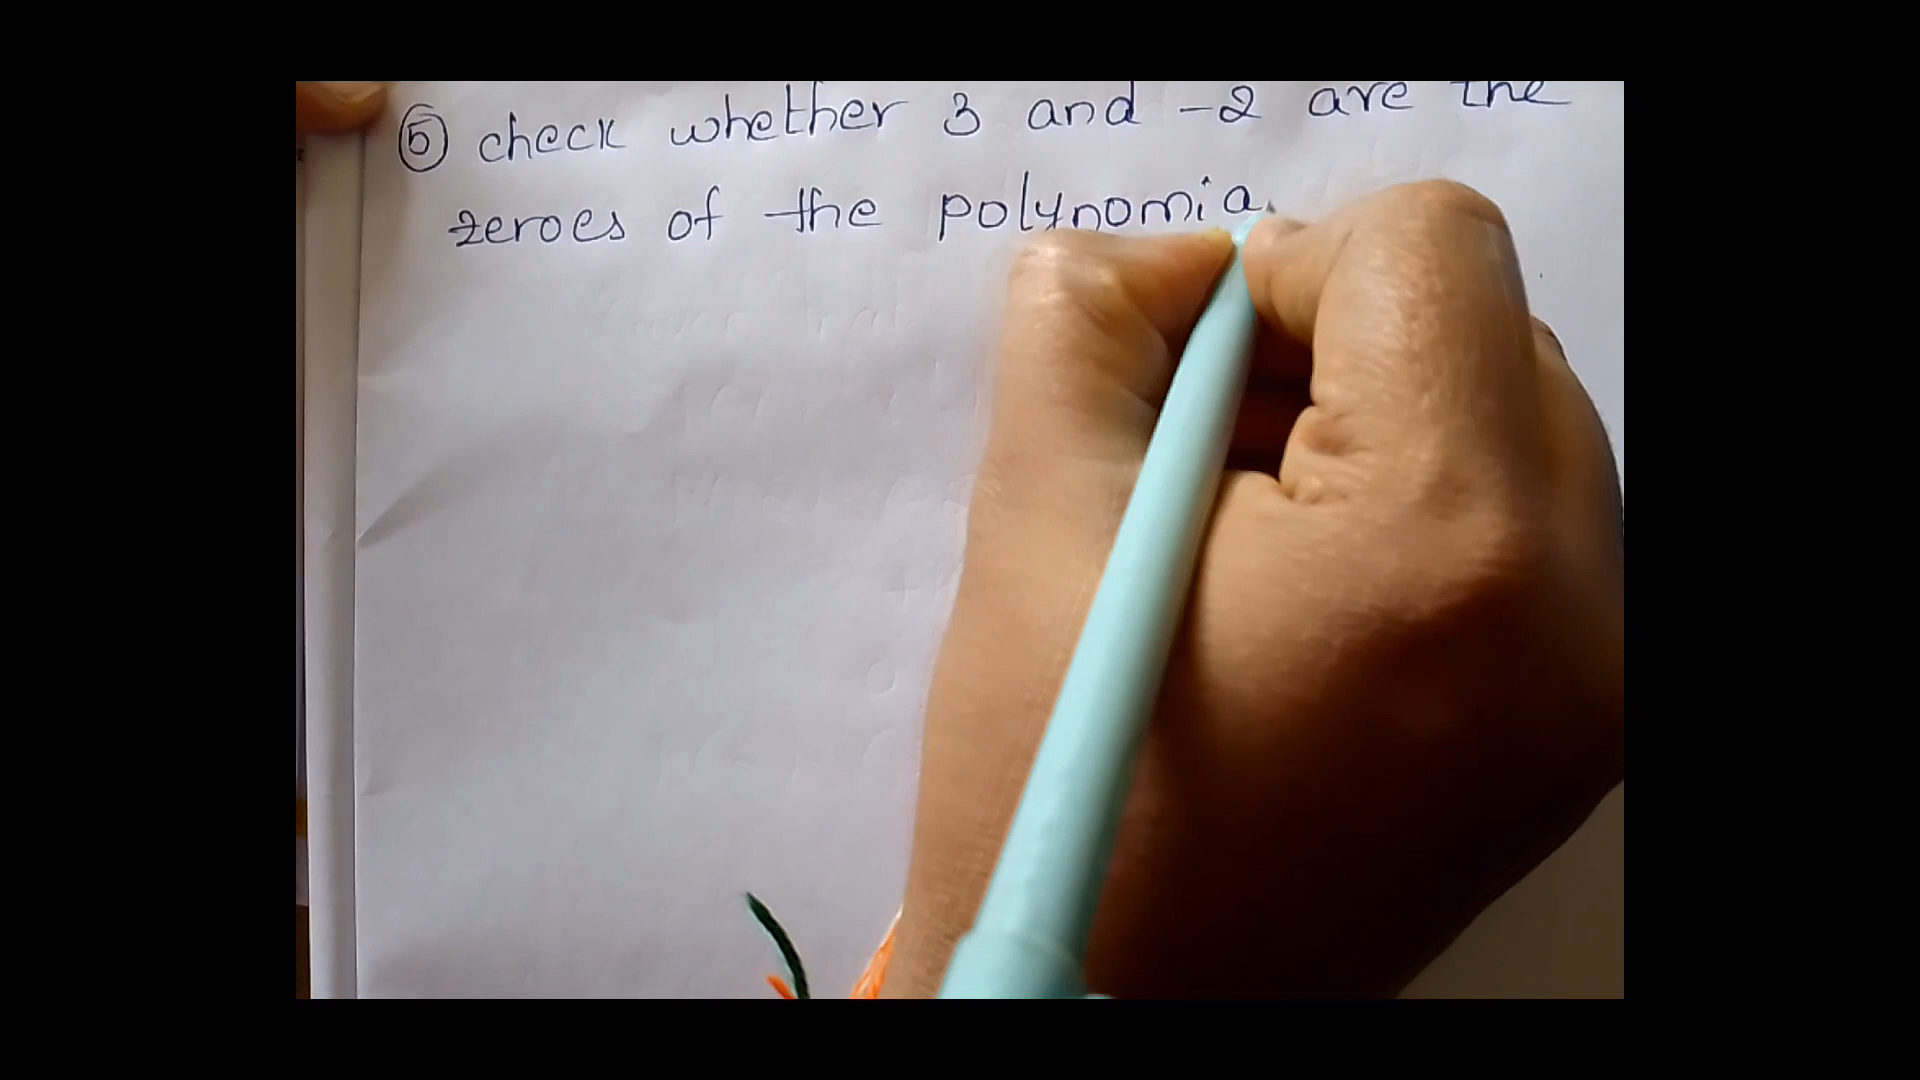 ⑤ check whether 3 and -2 are the
zeroes of the polynomia